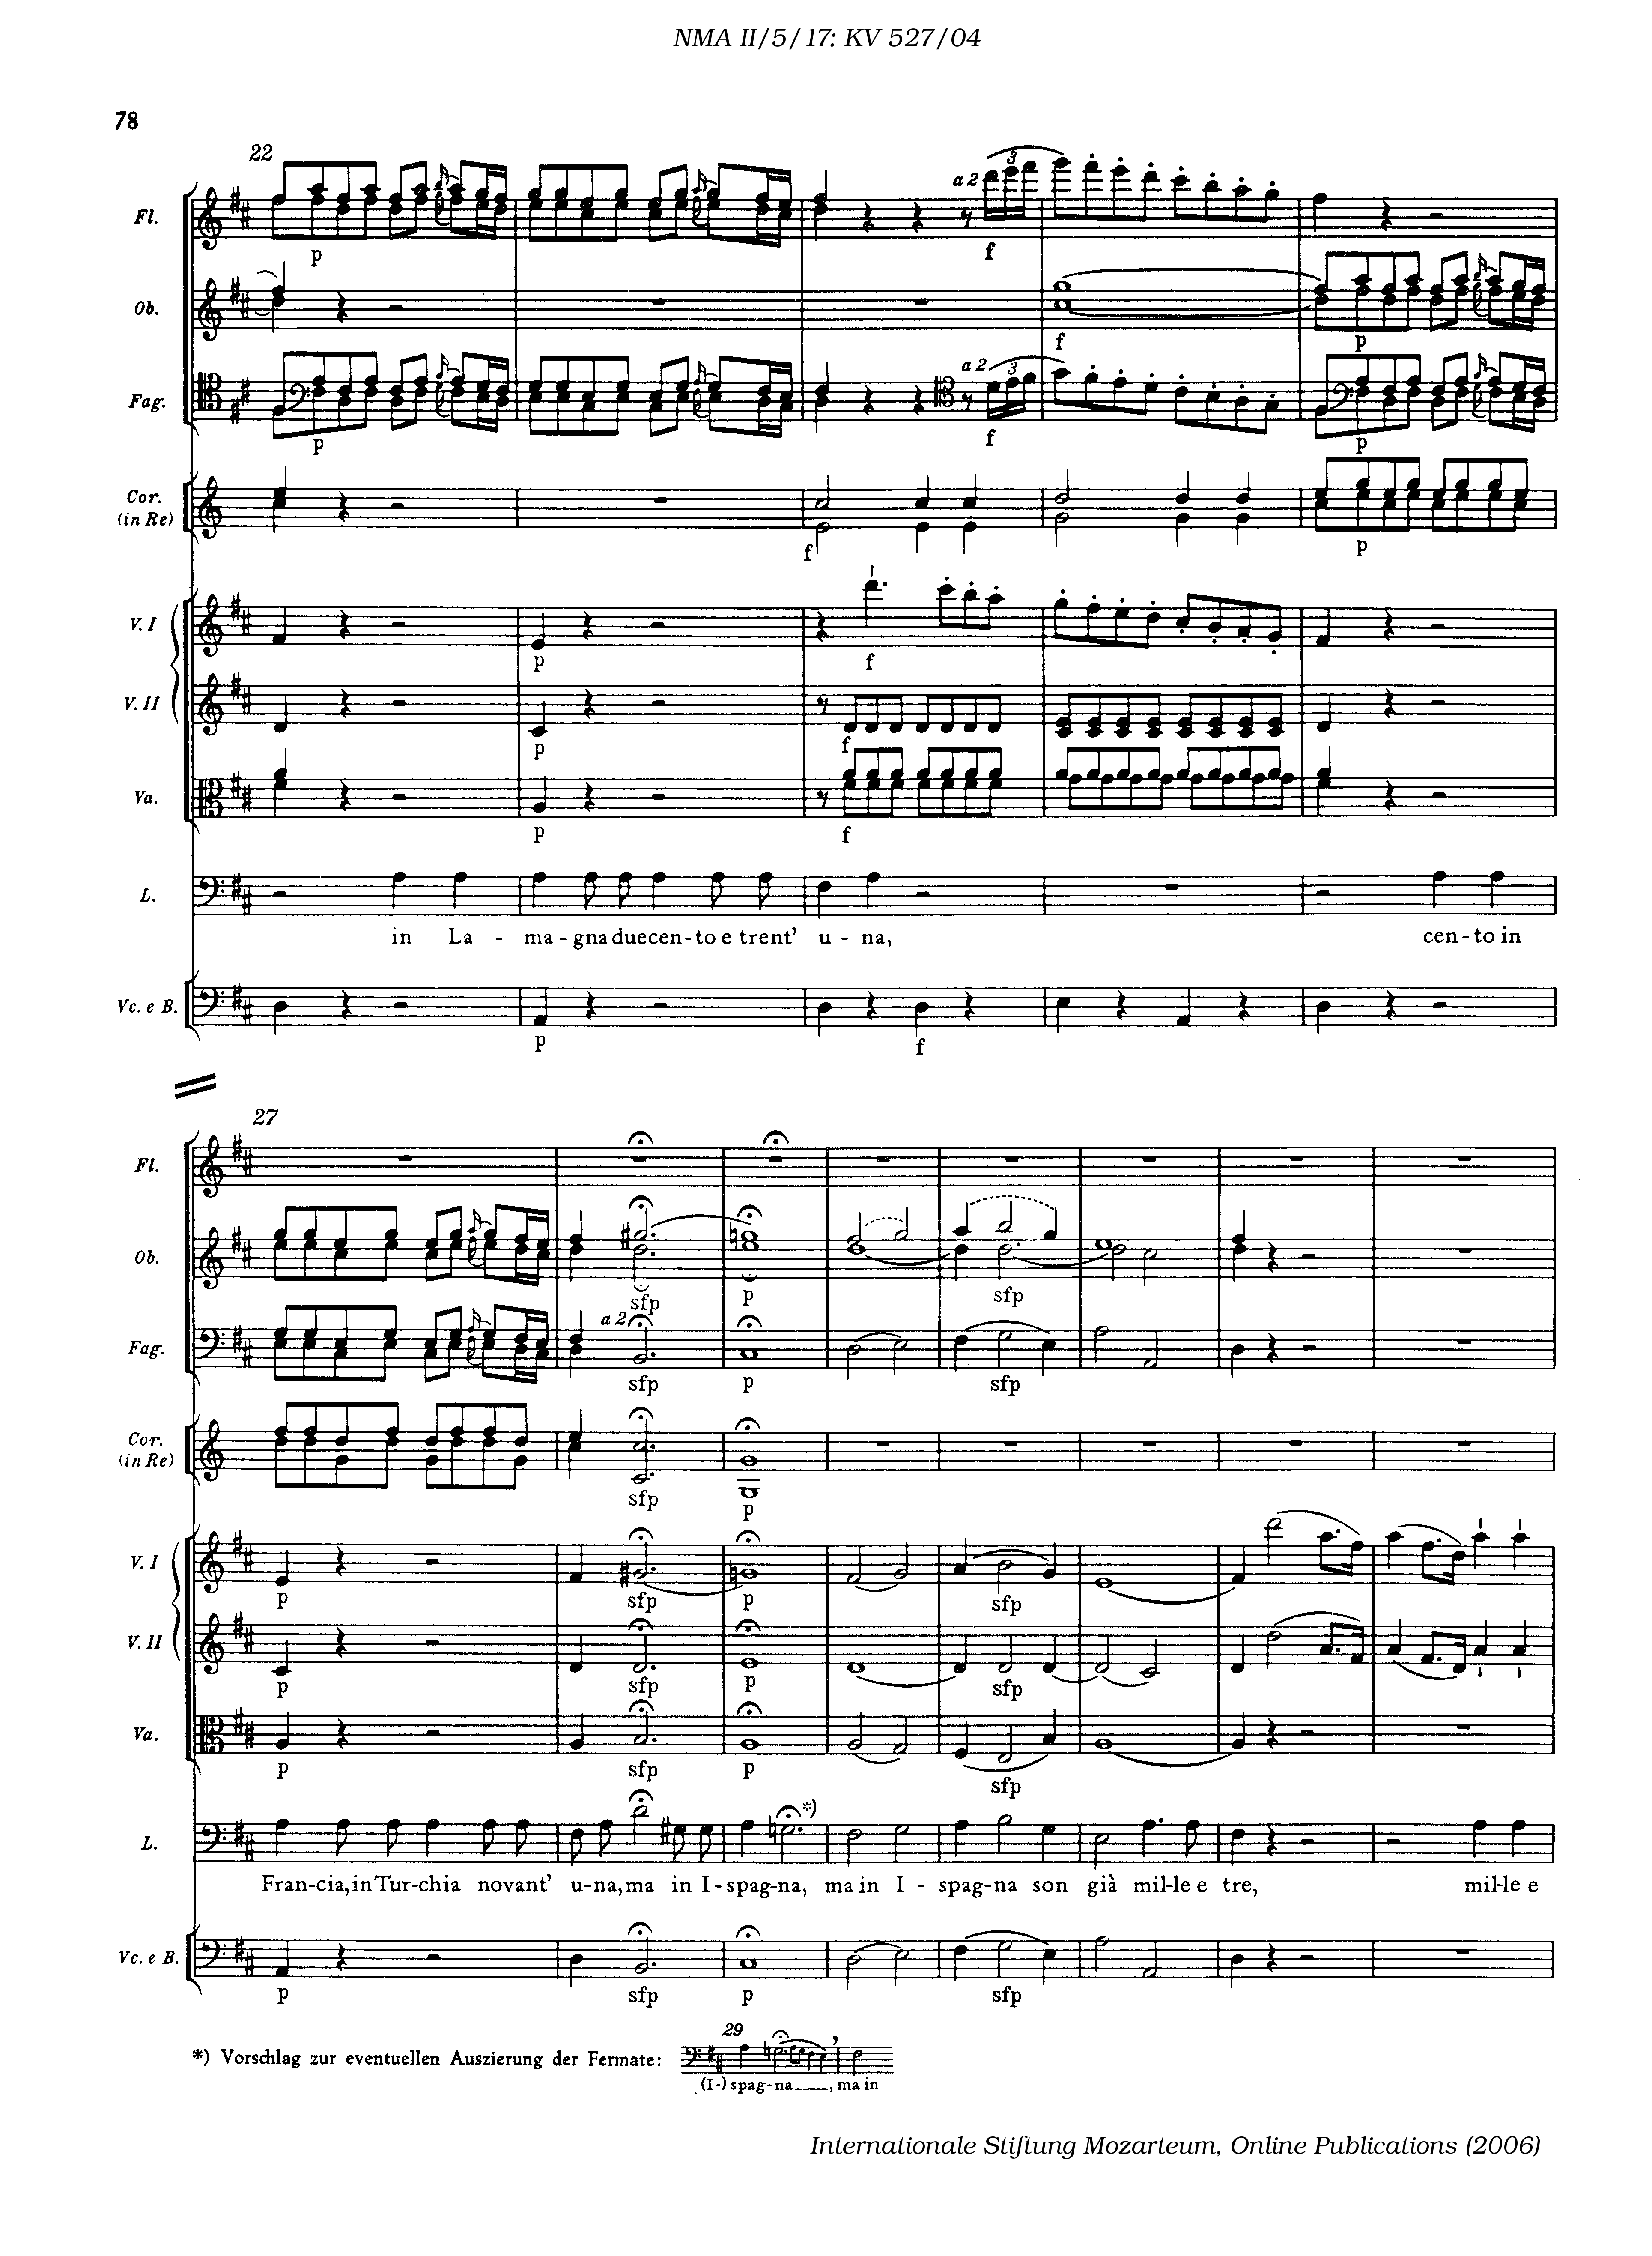 NMA II/5/17: KV 527/04
78
22
Fl.
p
a 2
3
f
Ob.
f
p
Fag.
p
a 2
3
f
p
Cor.
(in Re)
f
p
V. I
p
f
V. II
p
f
Va.
p
f
L.
in La - ma - gna duecen - to e trent' u - na, cen - to in
Vc. e B.
p
f
27
Fl.
Ob.
sfp
p
sfp
Fag.
a 2
sfp
p
sfp
Cor.
(in Re)
sfp
p
V. I
p
sfp
p
sfp
V. II
p
sfp
p
sfp
Va.
p
sfp
p
sfp
L.
*)
Fran-cia, in Tur-chia novant' u-na, ma in I - spag-na, ma in I - spag-na son già mil-le e tre, mil-le e
Vc. e B.
p
sfp
p
sfp
29
*) Vorschlag zur eventuellen Auszierung der Fermate:
(I-) spag-na, ma in
Internationale Stiftung Mozarteum, Online Publications (2006)